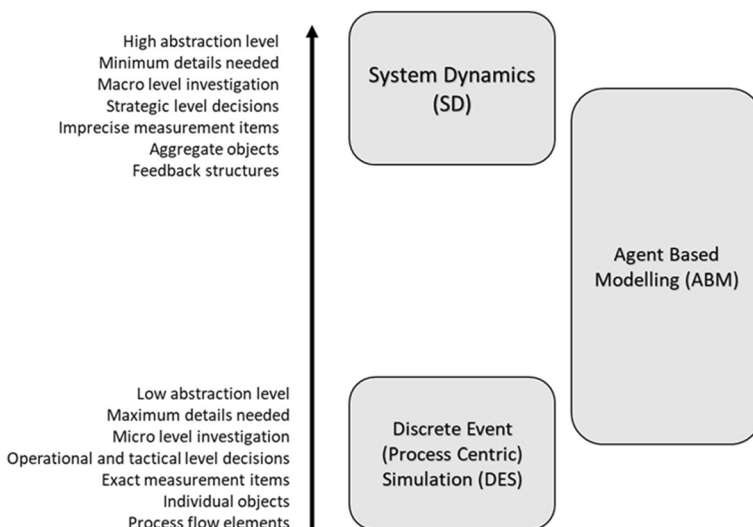 High abstraction level
Minimum details needed
Macro level investigation
Strategic level decisions
Imprecise measurement items
Aggregate objects
Feedback structures
System Dynamics
(SD)
Agent Based
Modelling (ABM)
Low abstraction level
Maximum details needed
Micro level investigation
Operational and tactical level decisions
Exact measurement items
Individual objects
Process flow elements
Discrete Event
(Process Centric)
Simulation (DES)